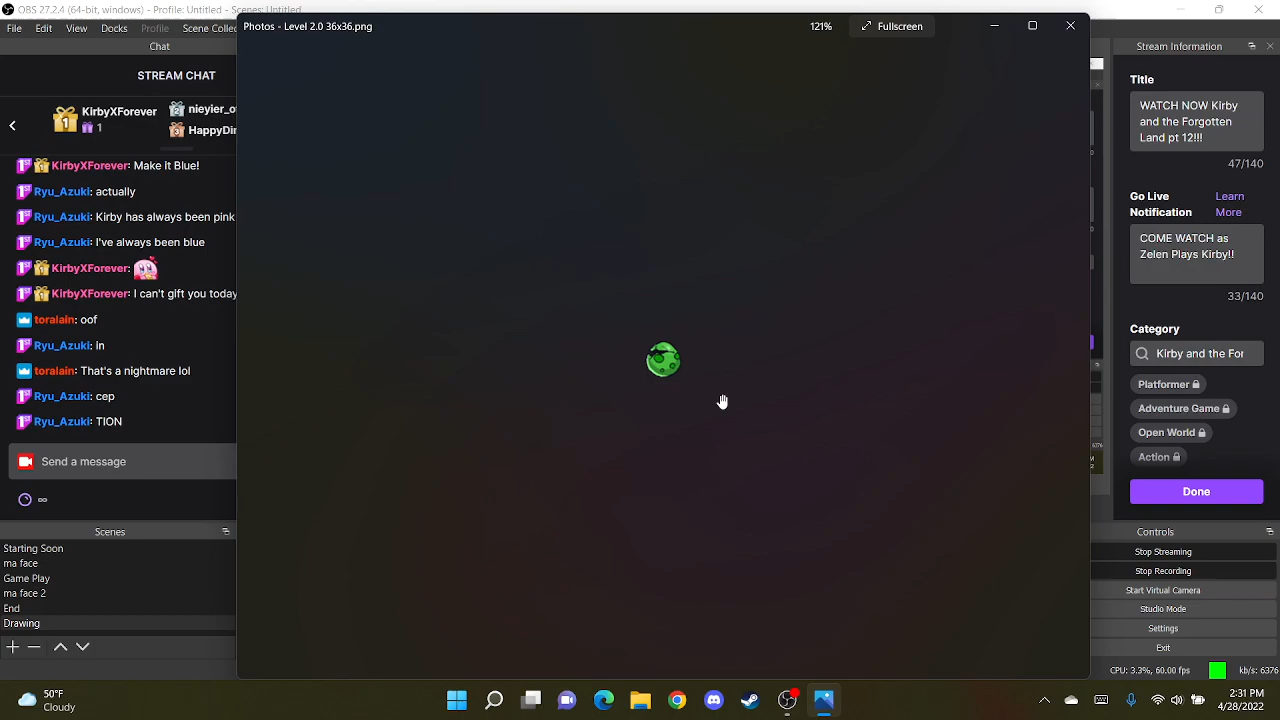 OBS 27.2.4 (64-bit, windows) - Profile: Untitled - Scenes: Untitled
File Edit View Docks Profile Scene Collec
Photos - Level 2.0 36x36.png
121% Fullscreen
Chat
STREAM CHAT
KirbyXForever
1
2 nieyier_o
3 HappyDin
KirbyXForever: Make it Blue!
Ryu_Azuki: actually
Ryu_Azuki: Kirby has always been pink
Ryu_Azuki: I've always been blue
KirbyXForever:
KirbyXForever: I can't gift you today
toralain: oof
Ryu_Azuki: in
toralain: That's a nightmare lol
Ryu_Azuki: cep
Ryu_Azuki: TION
Send a message
∞
Scenes
Starting Soon
ma face
Game Play
ma face 2
End
Drawing
Stream Information
Title
WATCH NOW Kirby
and the Forgotten
Land pt 12!!!
47/140
Go Live
Notification
Learn
More
COME WATCH as
Zelen Plays Kirby!!
33/140
Category
Kirby and the For
Platformer
Adventure Game
Open World
Action
Done
Controls
Stop Streaming
Stop Recording
Start Virtual Camera
Studio Mode
Settings
Exit
CPU: 3.3%, 60.00 fps
kb/s: 6376
50°F
Cloudy
2:31 PM
4/28/2022